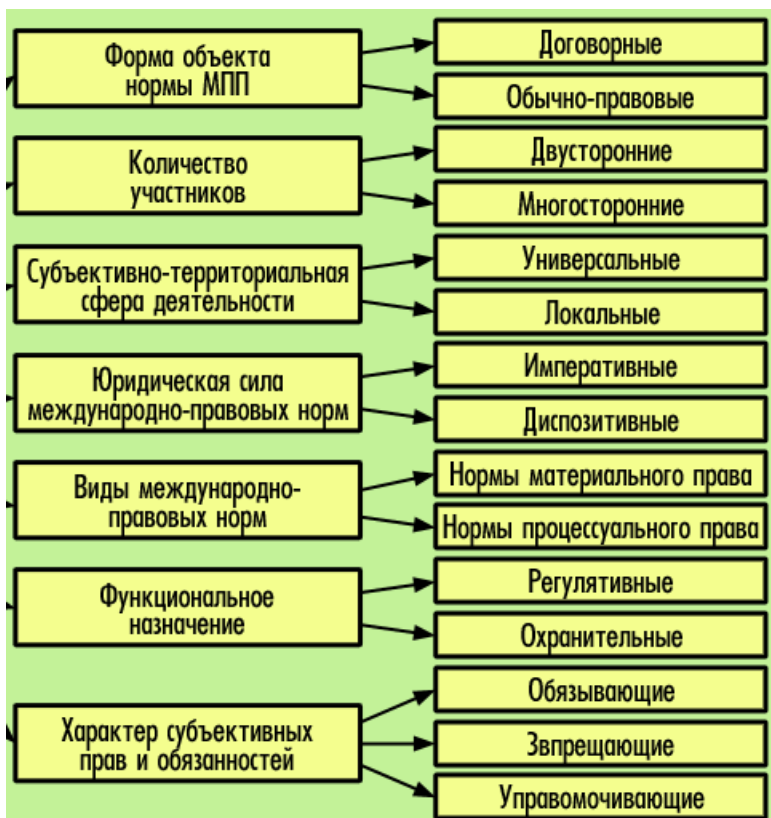 Форма объекта
нормы МПП
Договорные
Обычно-правовые
Количество
участников
Двусторонние
Многосторонние
Субъективно-территориальная
сфера деятельности
Универсальные
Локальные
Юридическая сила
международно-правовых норм
Императивные
Диспозитивные
Виды международно-
правовых норм
Нормы материального права
Нормы процессуального права
Функциональное
назначение
Регулятивные
Охранительные
Характер субъективных
прав и обязанностей
Обязывающие
Звпрещающие
Управомочивающие